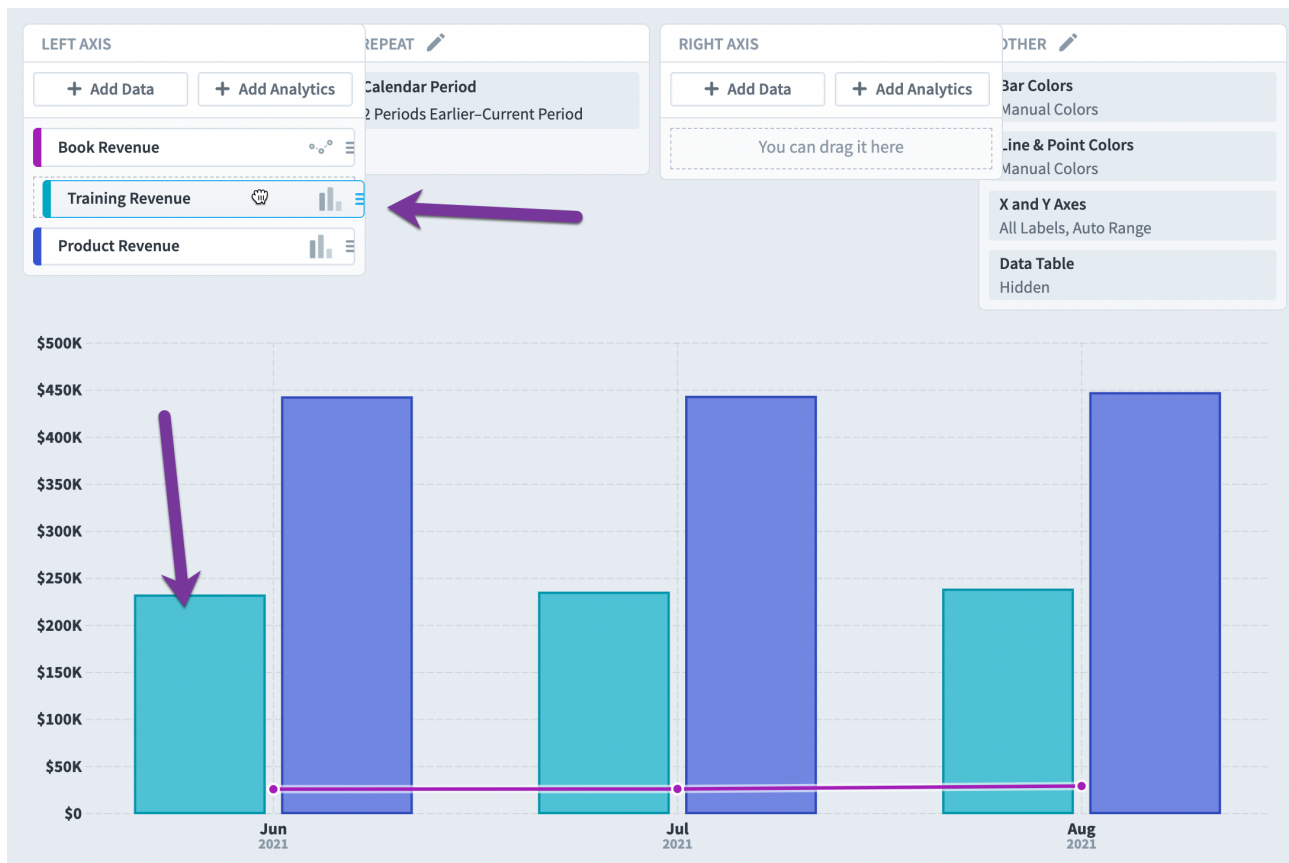 LEFT AXIS
Add Data
Add Analytics
Book Revenue
Training Revenue
Product Revenue
REPEAT
Calendar Period
2 Periods Earlier–Current Period
RIGHT AXIS
Add Data
Add Analytics
You can drag it here
OTHER
Bar Colors
Manual Colors
Line & Point Colors
Manual Colors
X and Y Axes
All Labels, Auto Range
Data Table
Hidden
$500K
$450K
$400K
$350K
$300K
$250K
$200K
$150K
$100K
$50K
$0
Jun
2021
Jul
2021
Aug
2021